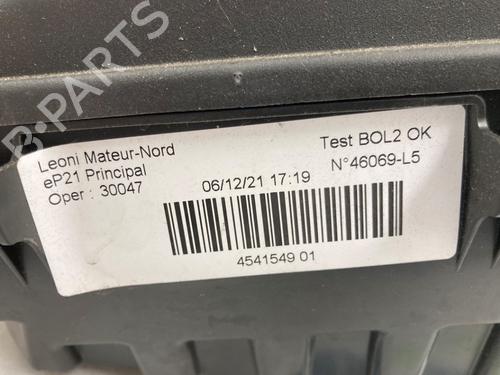 Leoni Mateur-Nord
eP21 Principal
Oper : 30047
06/12/21 17:19
Test BOL2 OK
N°46069-L5
4541549 01
B-PARTS